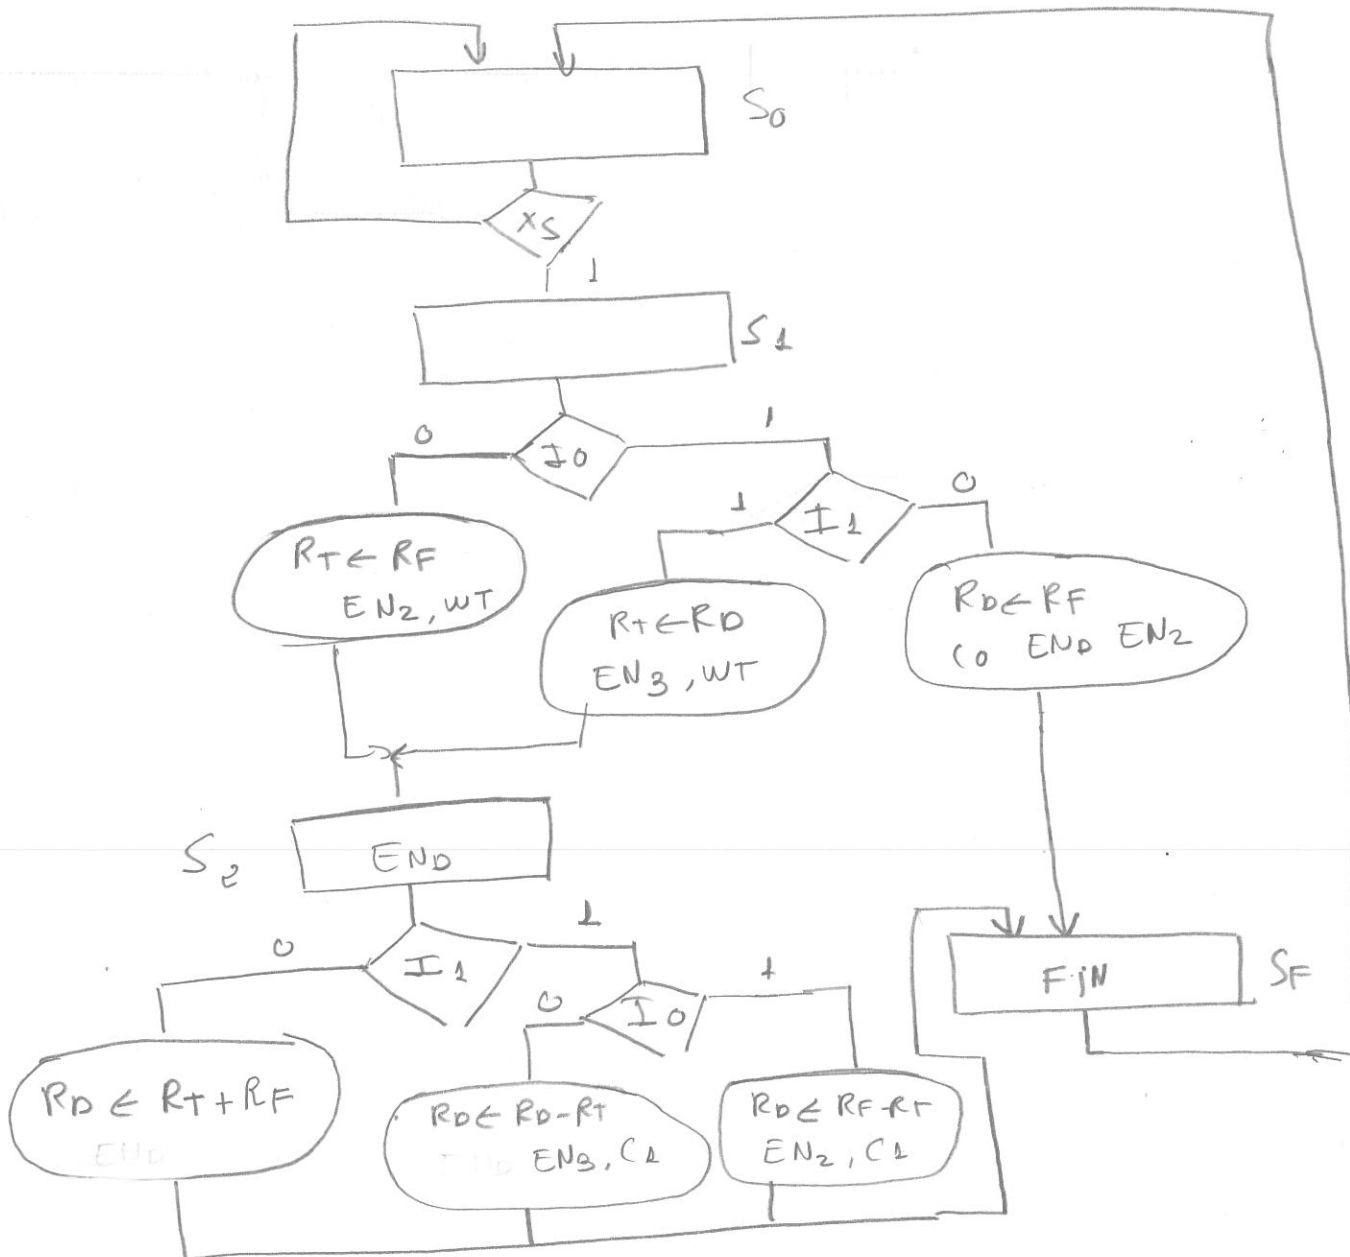 S0
XS
1
S1
0
I0
1
1
I1
0
RT ← RF
EN2, WT
RT ← RD
EN3, WT
RD ← RF
C0 END EN2
S2
END
0
I1
1
0
I0
1
FiN
SF
RD ← RT + RF
END
RD ← RD - RT
EN3, C1
RD ← RF - RT
EN2, C1